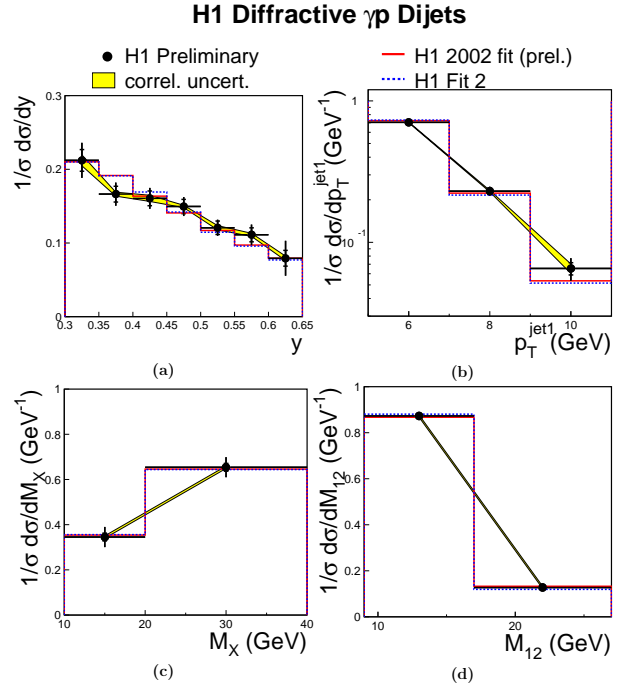 H1 Diffractive γp Dijets
H1 Preliminary
correl. uncert.
H1 2002 fit (prel.)
H1 Fit 2
1/σ dσ/dy
0.3
0.2
0.1
0
0.3 0.35 0.4 0.45 0.5 0.55 0.6 0.65
y
(a)
1/σ dσ/dp_T^jet1 (GeV^-1)
1
10^-1
6 8 10
p_T^jet1 (GeV)
(b)
1/σ dσ/dM_X (GeV^-1)
1
0.8
0.6
0.4
0.2
0
10 20 30 40
M_X (GeV)
(c)
1/σ dσ/dM_12 (GeV^-1)
1
0.8
0.6
0.4
0.2
0
10 20
M_12 (GeV)
(d)